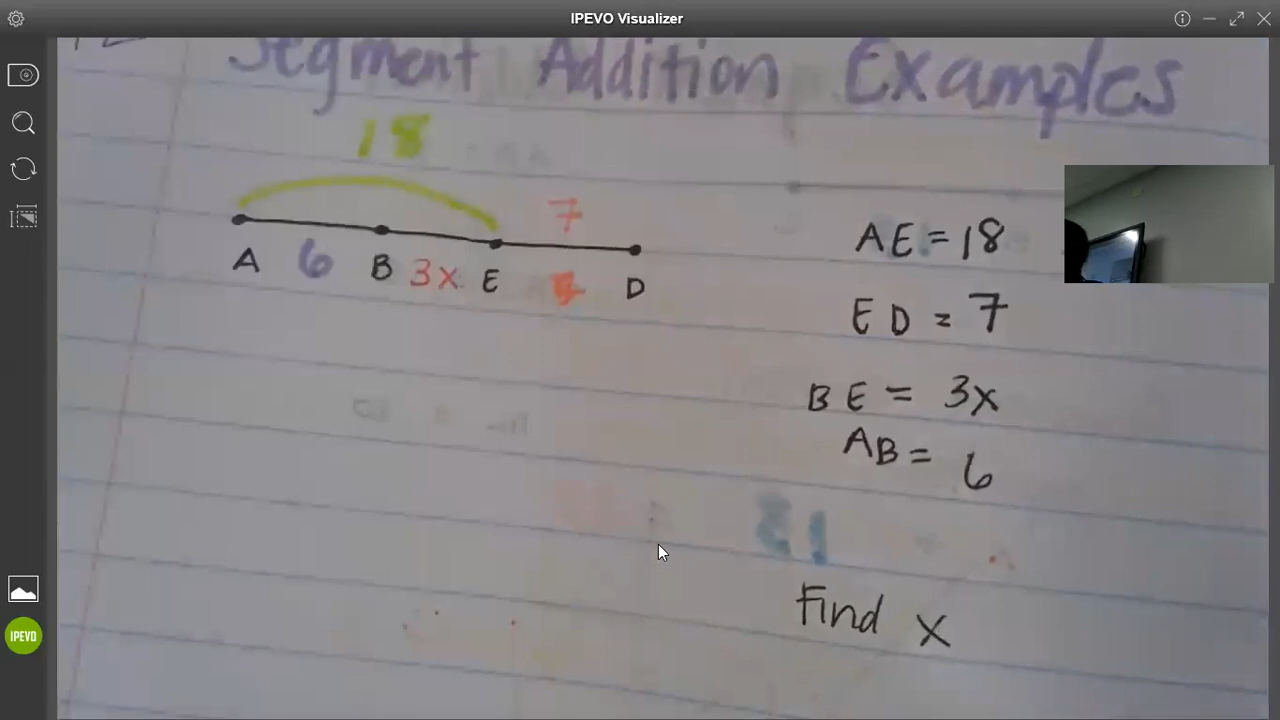 IPEVO Visualizer
Segment Addition Examples
18
7
A 6 B 3x E D
AE = 18
ED = 7
BE = 3x
AB = 6
Find x
IPEVO